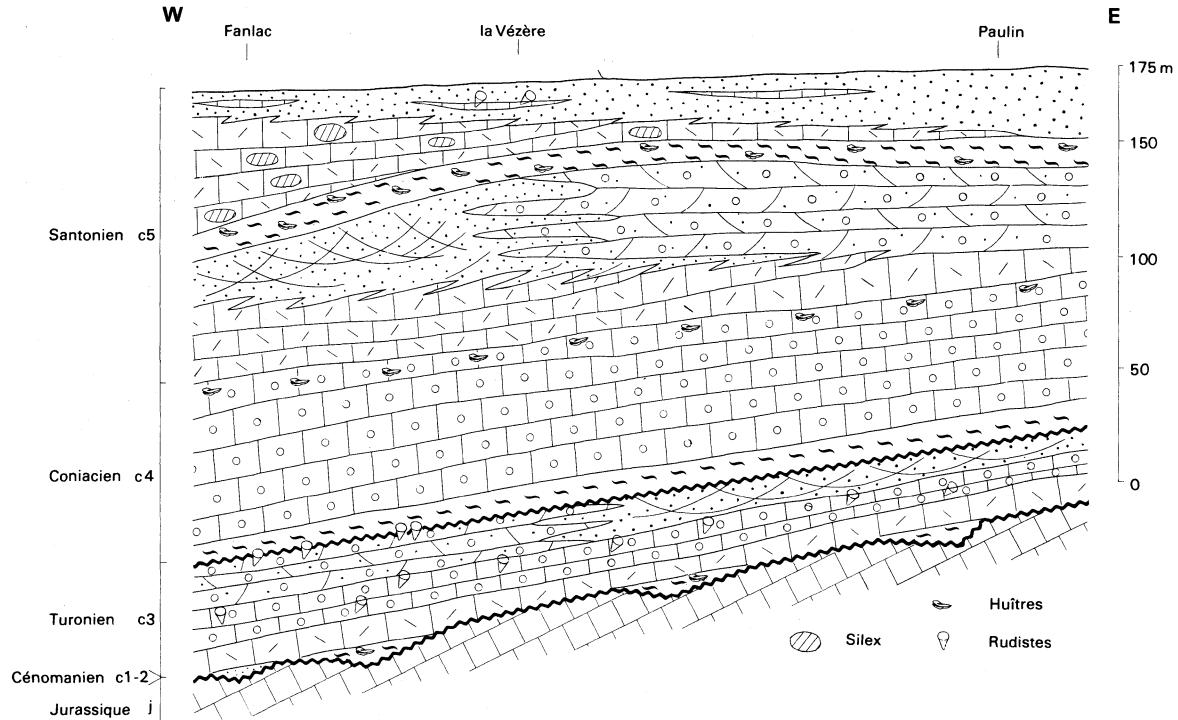 W
E
Fanlac
la Vézère
Paulin
175 m
150
Santonien c5
100
50
Coniacien c4
0
Turonien c3
Huîtres
Silex
Rudistes
Cénomanien c1-2
Jurassique j